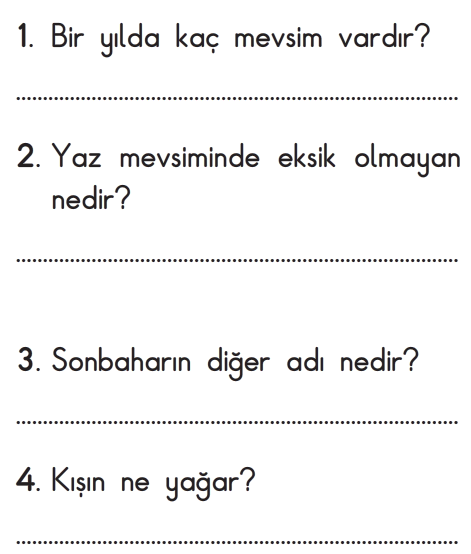 1. Bir yılda kaç mevsim vardır?
..........................................................................................
2. Yaz mevsiminde eksik olmayan
nedir?
..........................................................................................
3. Sonbaharın diğer adı nedir?
..........................................................................................
4. Kışın ne yağar?
..........................................................................................